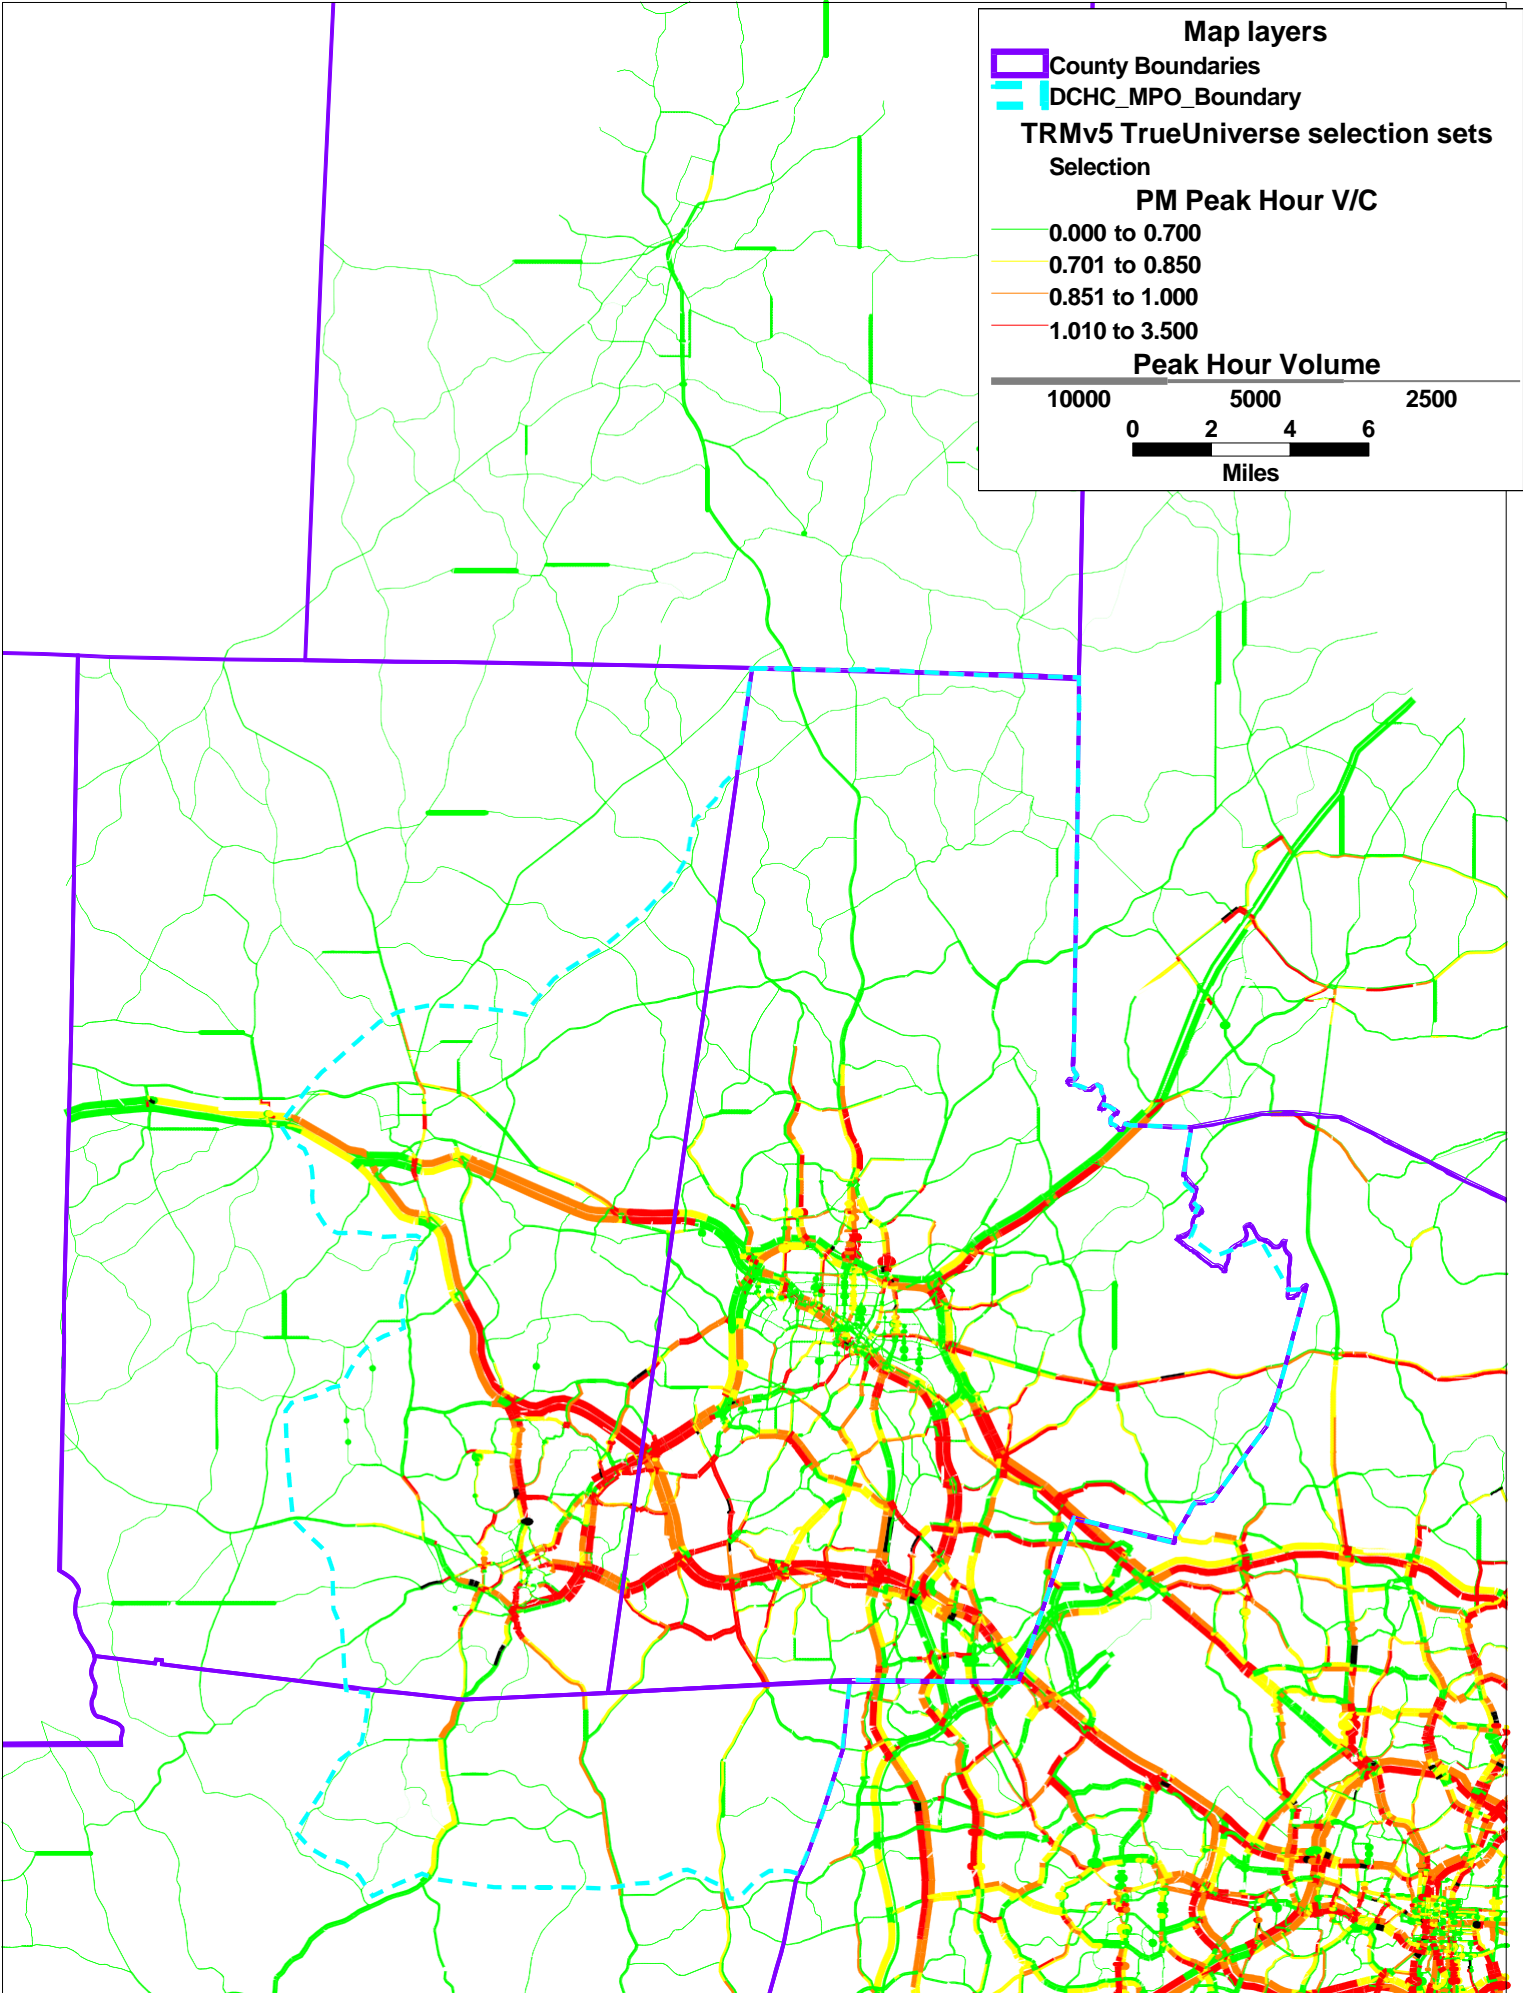 Map layers
County Boundaries
DCHC_MPO_Boundary
TRMv5 TrueUniverse selection sets
Selection
PM Peak Hour V/C
0.000 to 0.700
0.701 to 0.850
0.851 to 1.000
1.010 to 3.500
Peak Hour Volume
10000 5000 2500
0 2 4 6
Miles